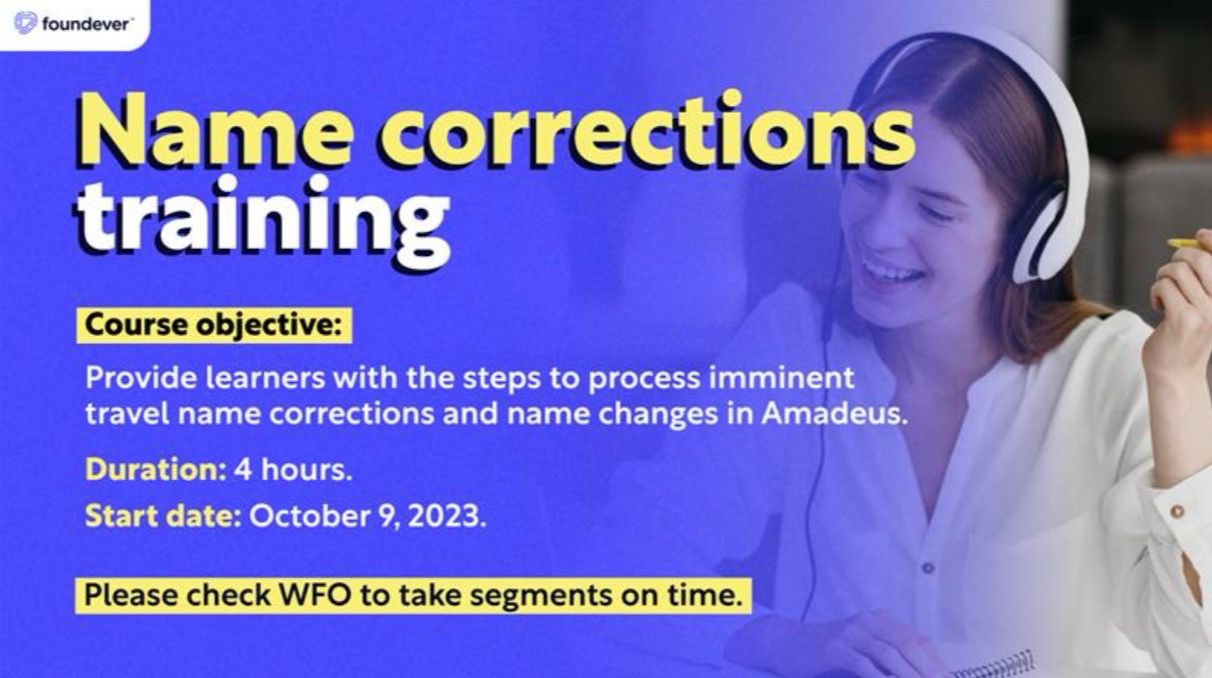 foundever
Name corrections
training
Course objective:
Provide learners with the steps to process imminent
travel name corrections and name changes in Amadeus.
Duration: 4 hours.
Start date: October 9, 2023.
Please check WFO to take segments on time.